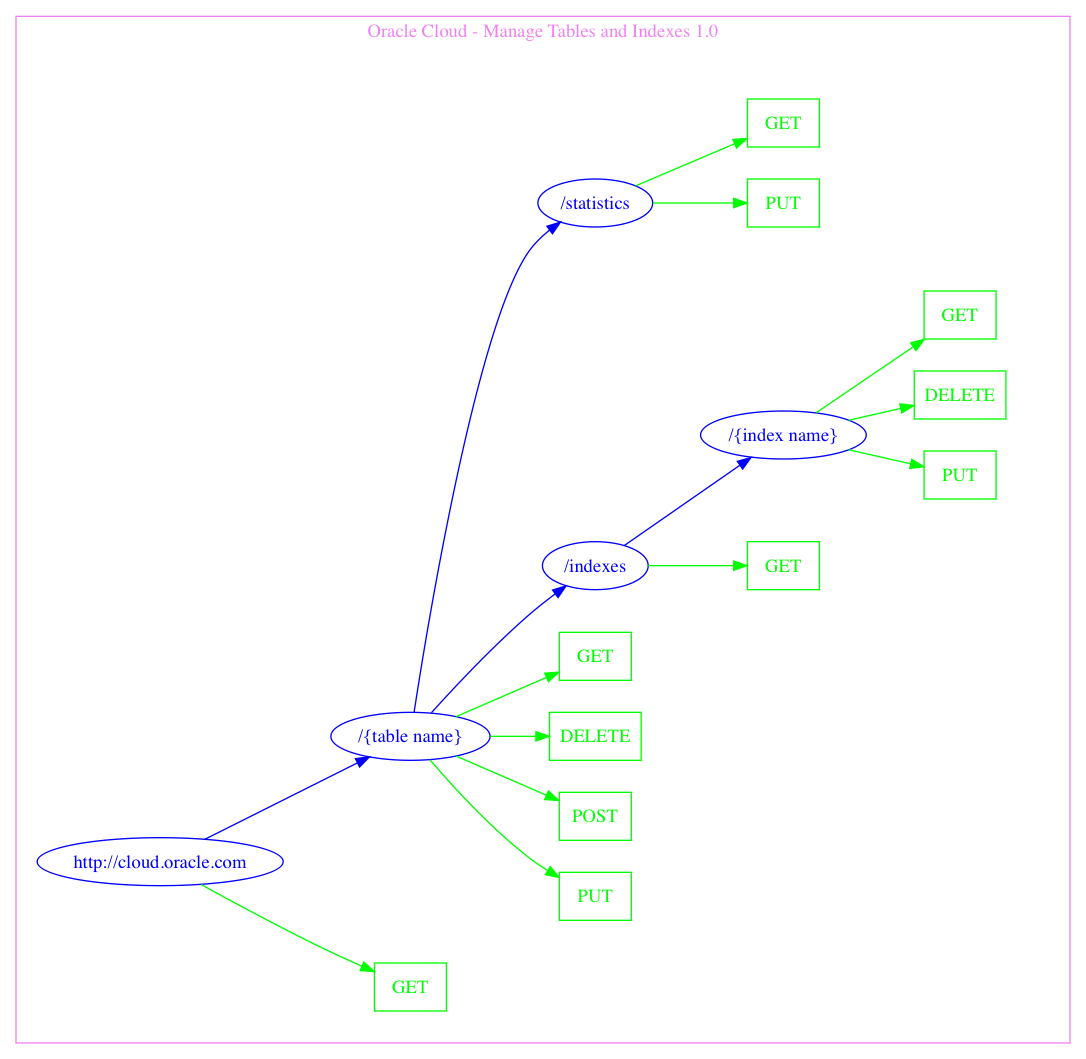 Oracle Cloud - Manage Tables and Indexes 1.0
GET
/statistics
PUT
GET
DELETE
/{index name}
PUT
/indexes
GET
GET
/{table name}
DELETE
POST
http://cloud.oracle.com
PUT
GET